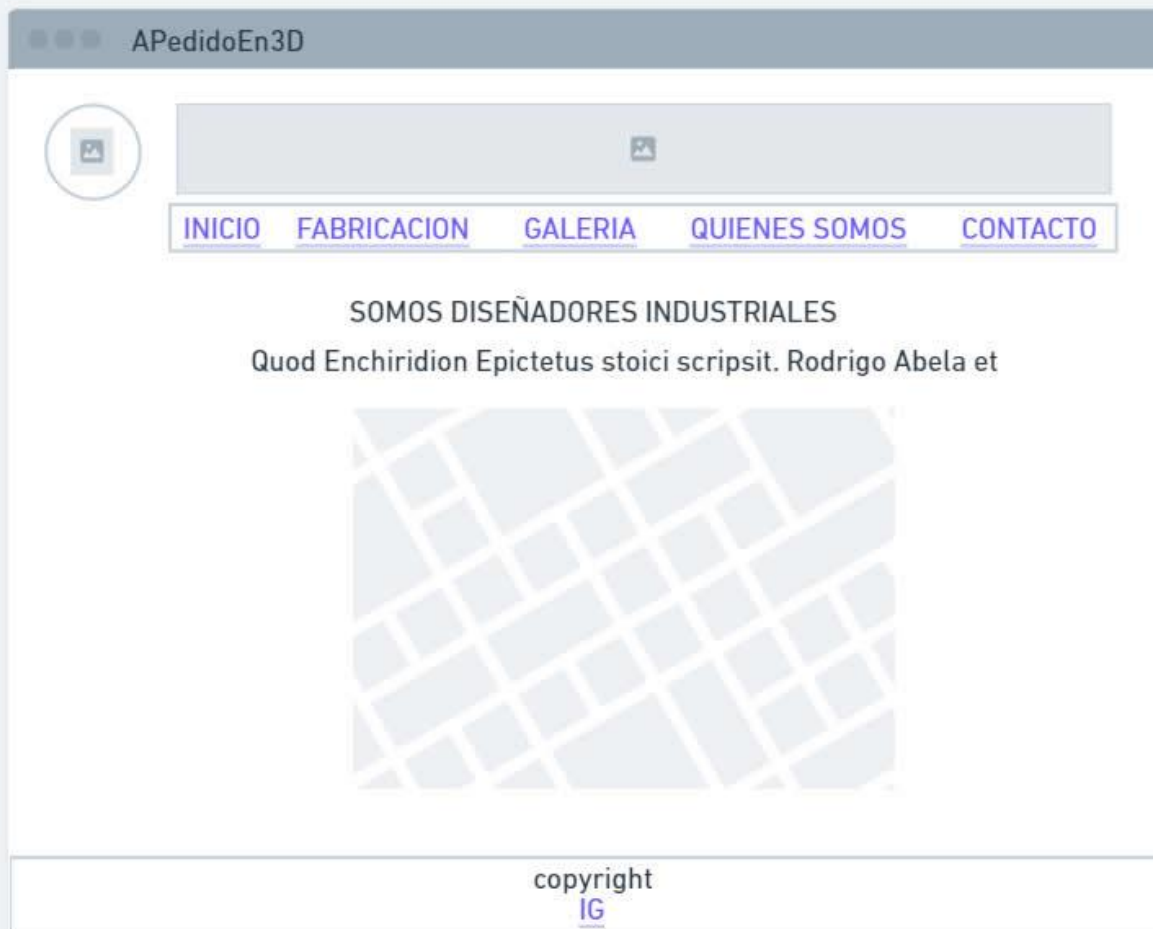 APedidoEn3D
INICIO FABRICACION GALERIA QUIENES SOMOS CONTACTO
SOMOS DISEÑADORES INDUSTRIALES
Quod Enchiridion Epictetus stoici scripsit. Rodrigo Abela et
copyright
IG